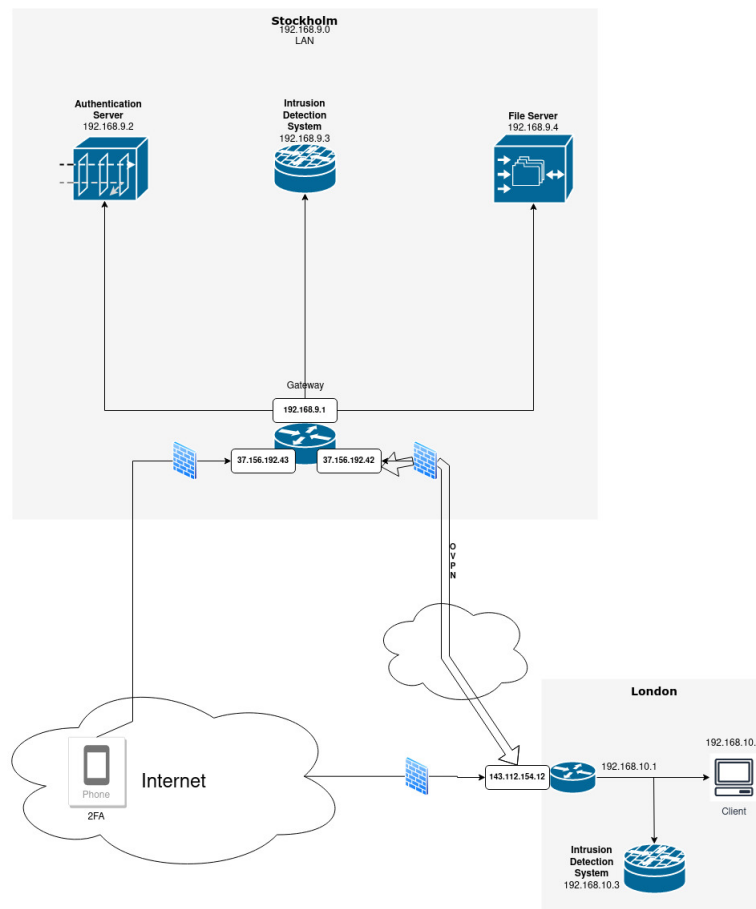 Stockholm
192.168.9.0
LAN
Authentication
Server
192.168.9.2
Intrusion
Detection
System
192.168.9.3
File Server
192.168.9.4
Gateway
192.168.9.1
37.156.192.43
37.156.192.42
O
V
P
N
London
143.112.154.12
192.168.10.1
192.168.10.
Client
Intrusion
Detection
System
192.168.10.3
Phone
2FA
Internet